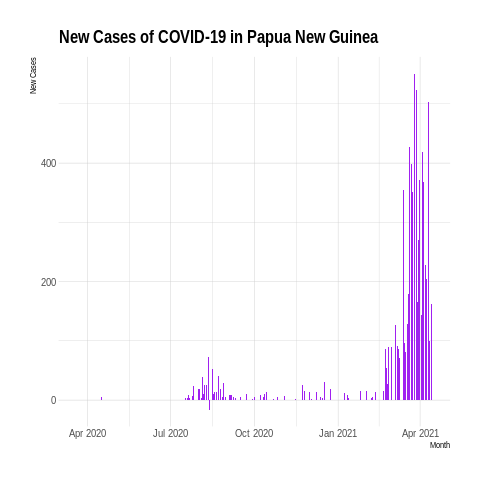 New Cases of COVID-19 in Papua New Guinea
New Cases
400
200
0
Apr 2020 Jul 2020 Oct 2020 Jan 2021 Apr 2021
Month